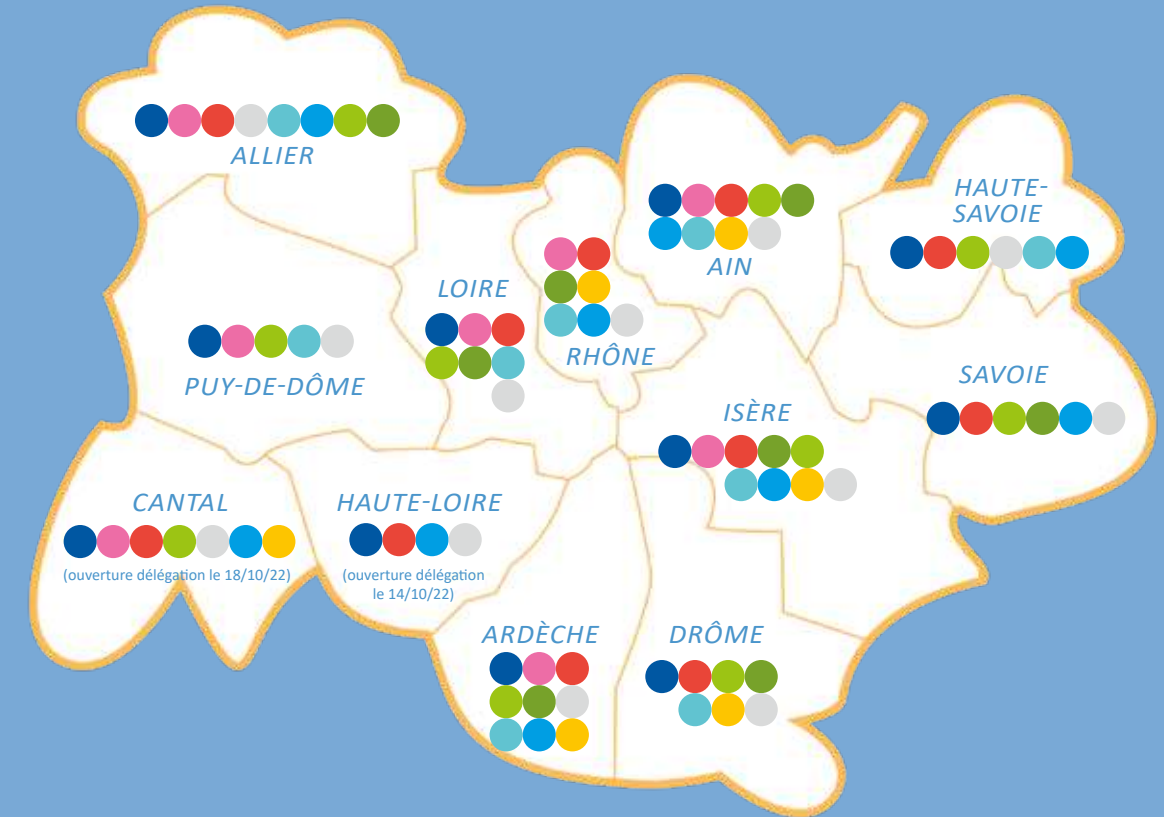 ALLIER
HAUTE-
SAVOIE
AIN
LOIRE
RHÔNE
PUY-DE-DÔME
SAVOIE
ISÈRE
CANTAL
(ouverture délégation le 18/10/22)
HAUTE-LOIRE
(ouverture délégation
le 14/10/22)
ARDÈCHE
DRÔME